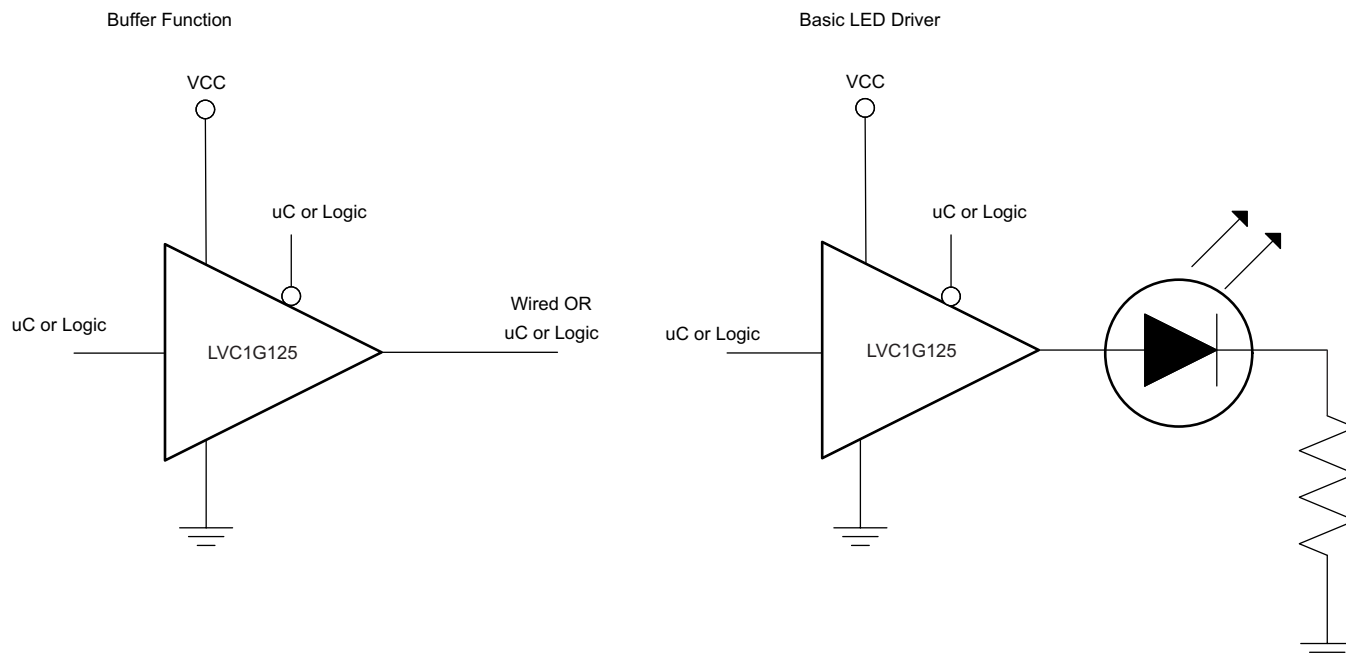 Buffer Function
VCC
uC or Logic
uC or Logic
LVC1G125
Wired OR
uC or Logic
Basic LED Driver
VCC
uC or Logic
uC or Logic
LVC1G125